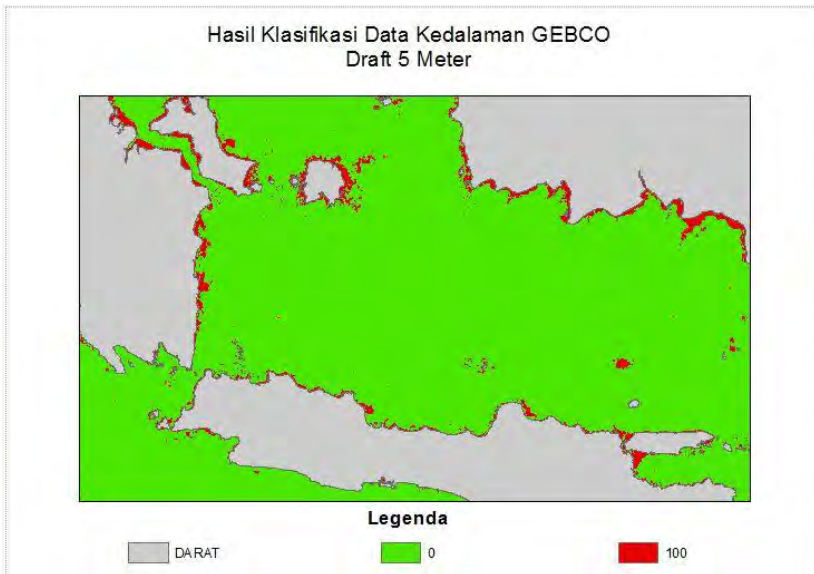 Hasil Klasifikasi Data Kedalaman GEBCO
Draft 5 Meter
Legenda
DARAT
0
100